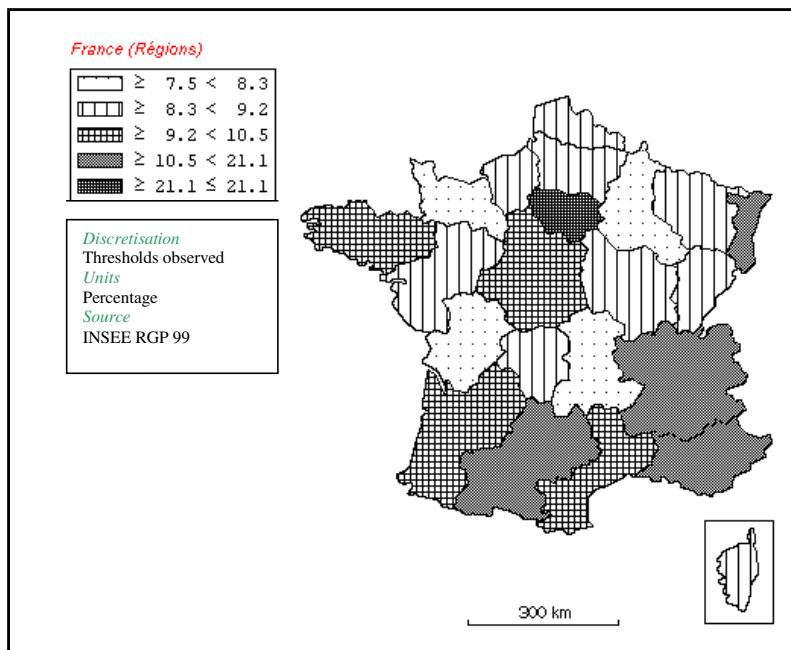 France (Régions)
≥ 7.5 < 8.3
≥ 8.3 < 9.2
≥ 9.2 < 10.5
≥ 10.5 < 21.1
≥ 21.1 ≤ 21.1
Discretisation
Thresholds observed
Units
Percentage
Source
INSEE RGP 99
300 km